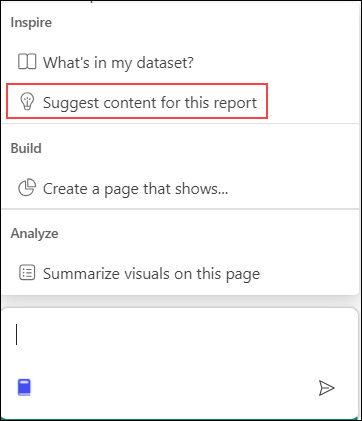 Inspire
What's in my dataset?
Suggest content for this report
Build
Create a page that shows...
Analyze
Summarize visuals on this page